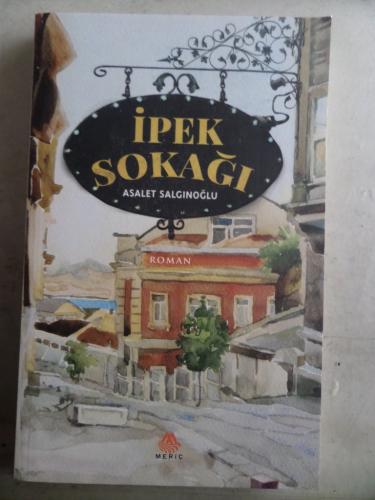 İPEK
SOKAĞI
ASALET SALGINOĞLU
ROMAN
MERİÇ